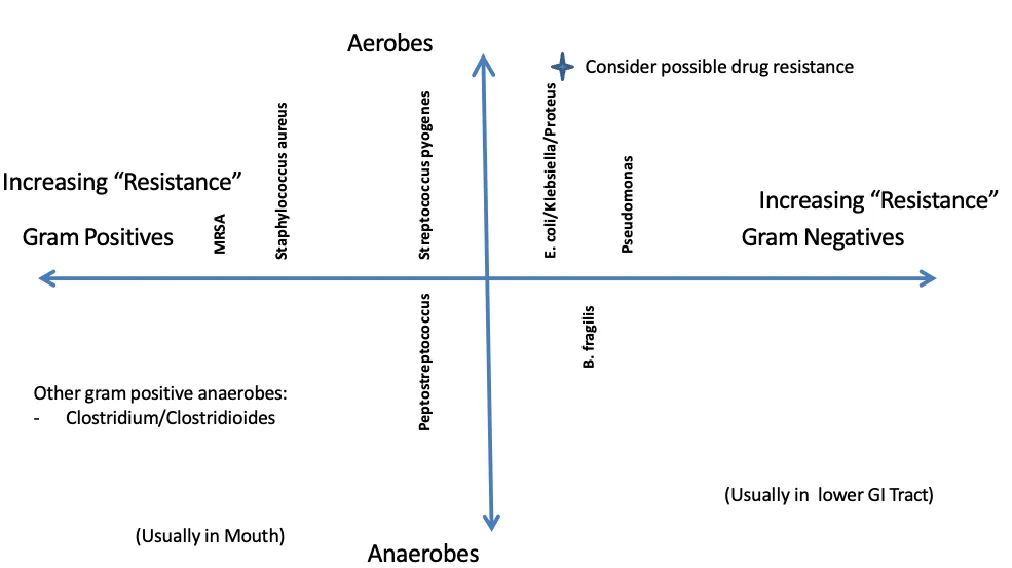 Aerobes
Consider possible drug resistance
Increasing “Resistance”
Gram Positives
MRSA
Staphylococcus aureus
Streptococcus pyogenes
E. coli/Klebsiella/Proteus
Pseudomonas
Increasing “Resistance”
Gram Negatives
Peptostreptococcus
B. fragilis
Other gram positive anaerobes:
- Clostridium/Clostridioides
(Usually in lower GI Tract)
(Usually in Mouth)
Anaerobes